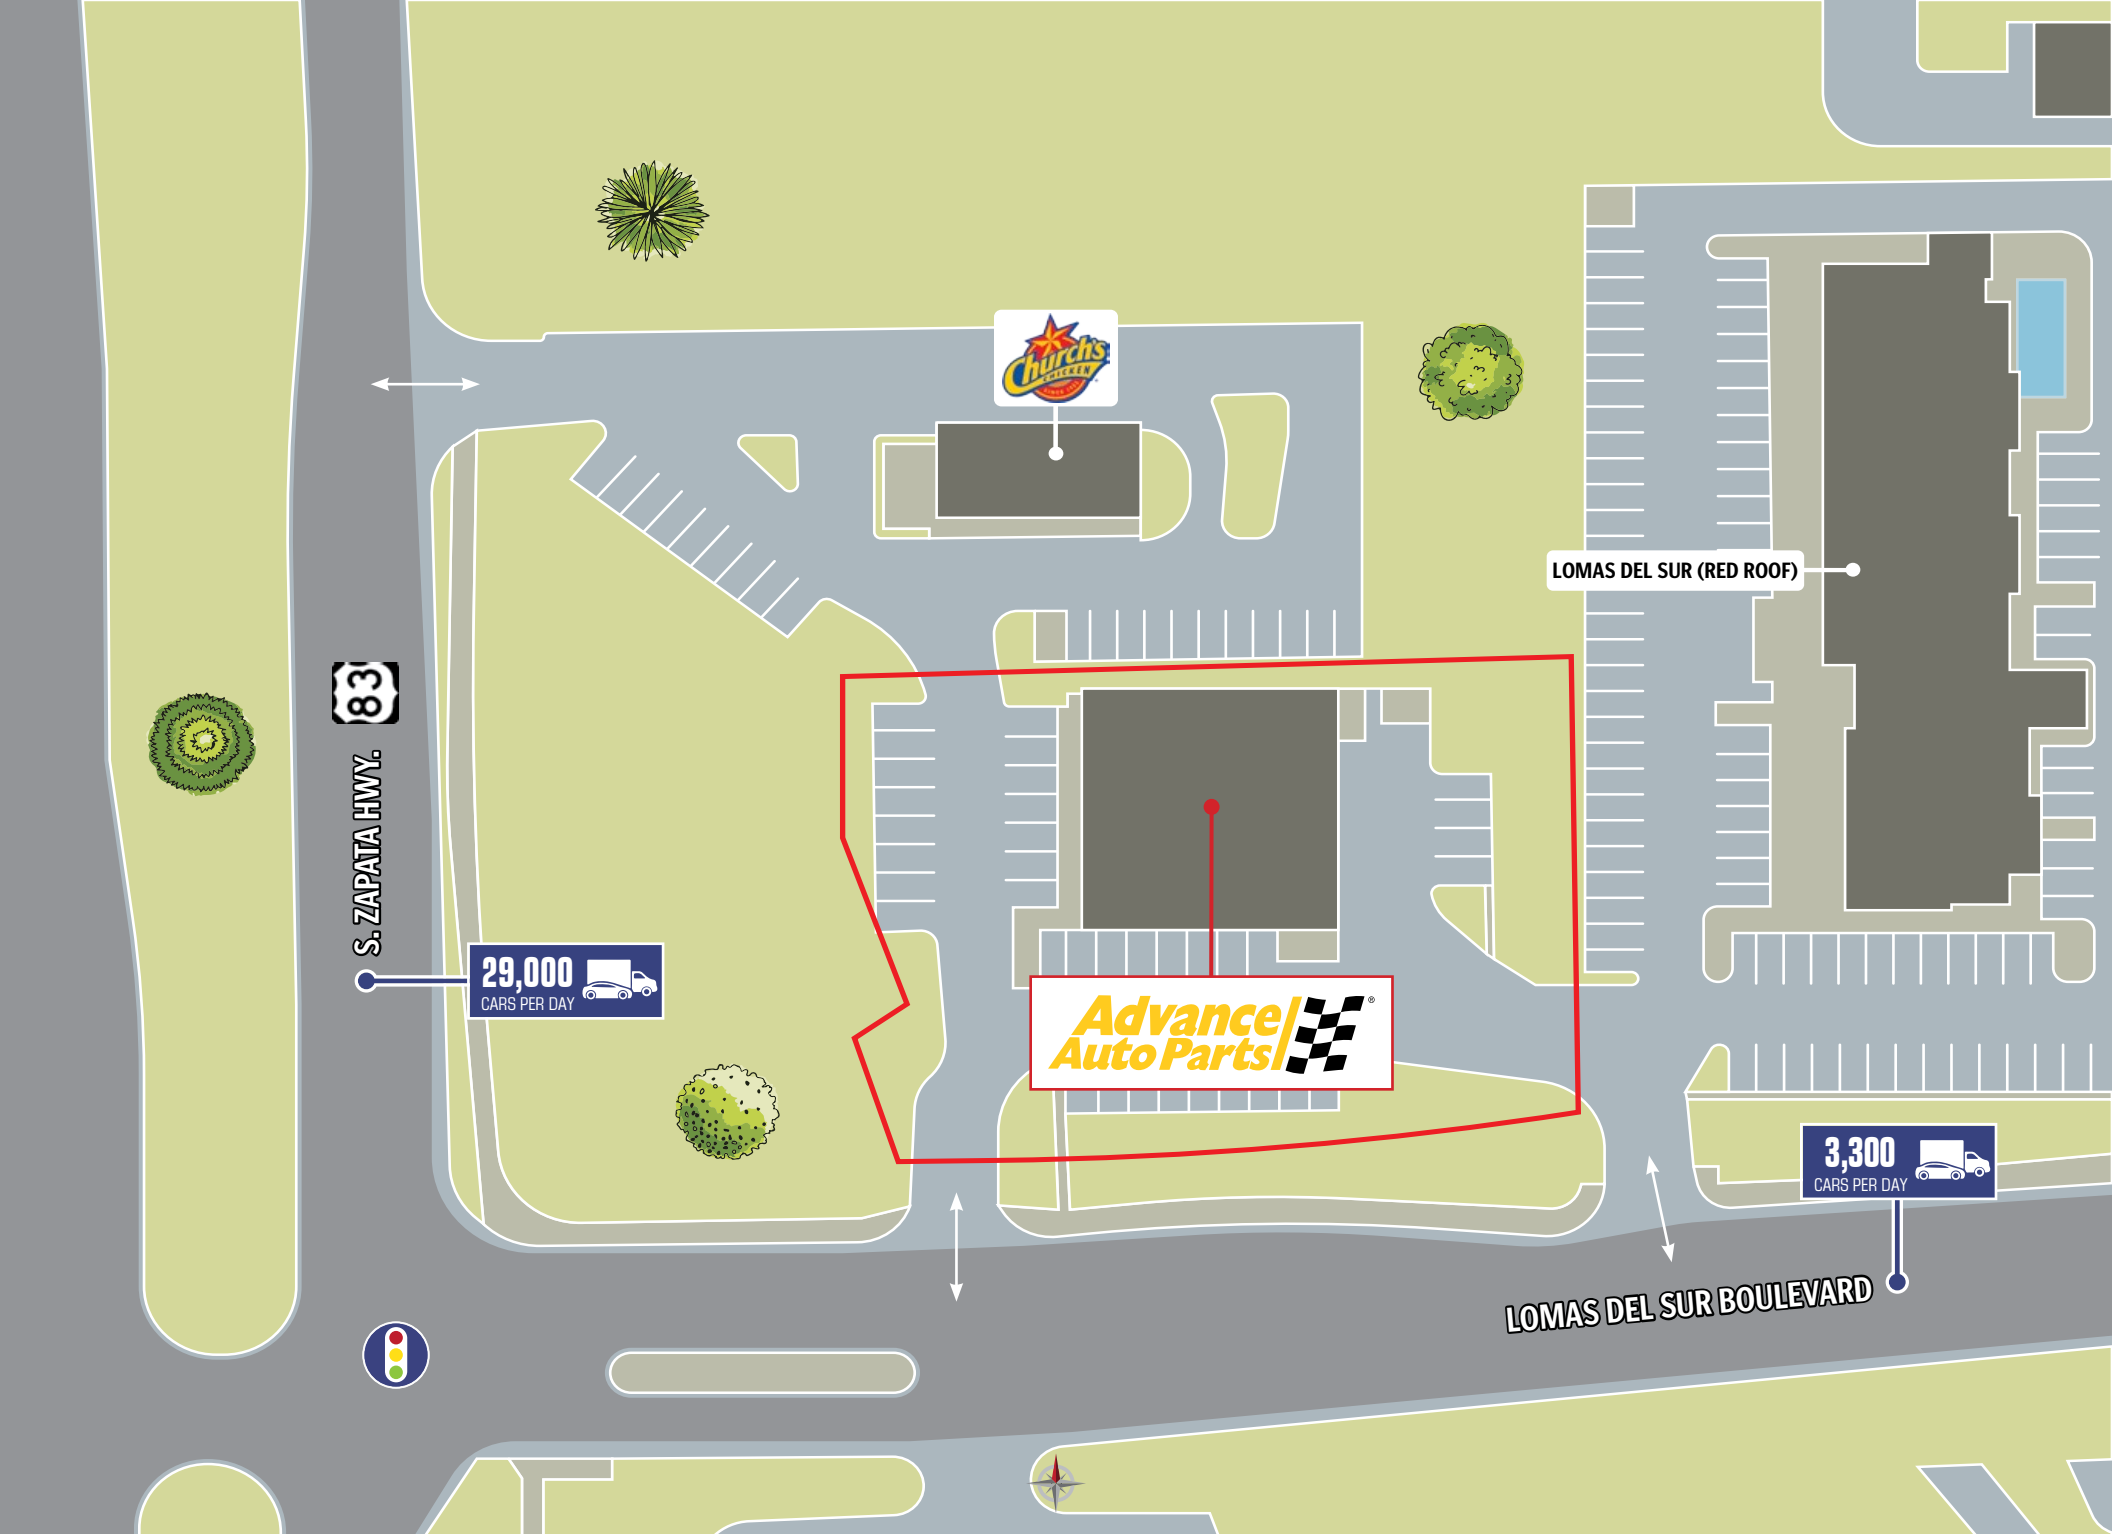 Church's
CHICKEN
LOMAS DEL SUR (RED ROOF)
83
S. ZAPATA HWY.
29,000
CARS PER DAY
Advance
Auto Parts
®
3,300
CARS PER DAY
LOMAS DEL SUR BOULEVARD